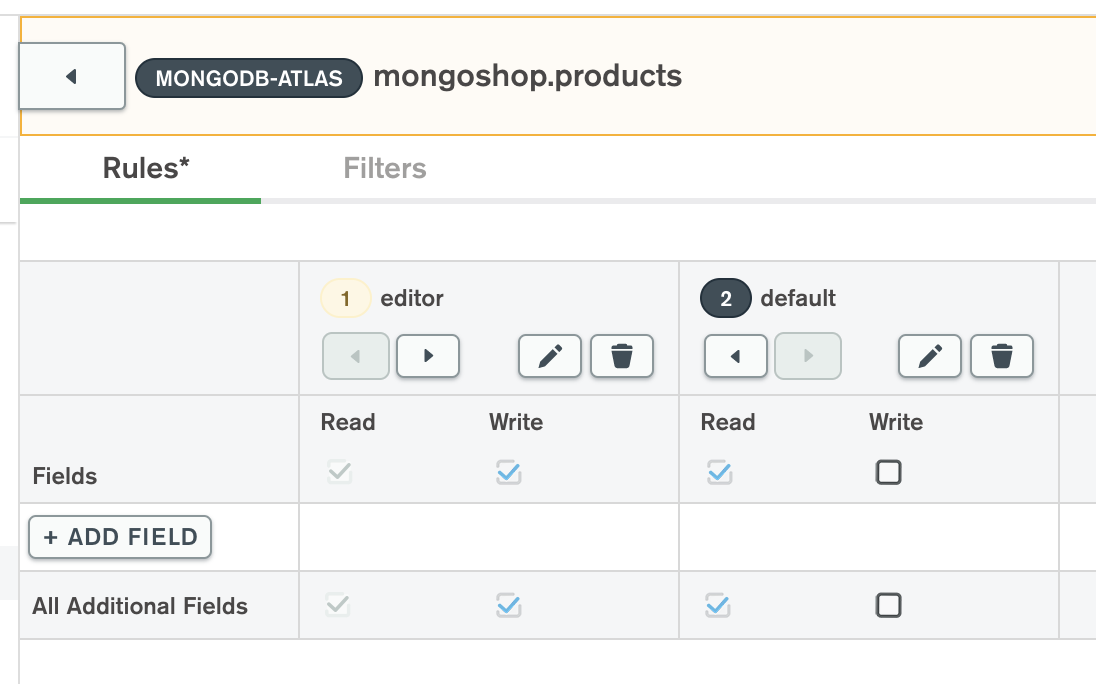 MONGODB-ATLAS mongoshop.products
Rules* Filters
1 editor 2 default
Read Write Read Write
Fields
+ ADD FIELD
All Additional Fields